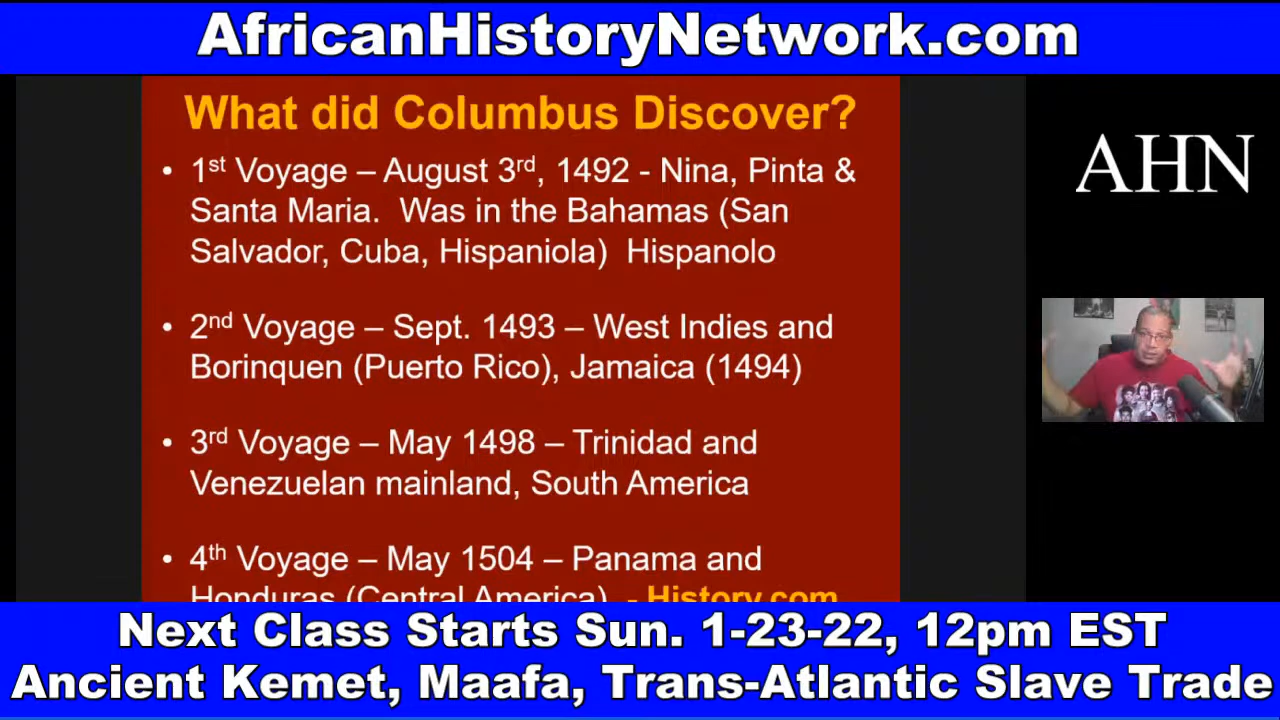 AfricanHistoryNetwork.com
What did Columbus Discover?
• 1st Voyage – August 3rd, 1492 - Nina, Pinta &
Santa Maria.  Was in the Bahamas (San
Salvador, Cuba, Hispaniola)  Hispanolo
• 2nd Voyage – Sept. 1493 – West Indies and
Borinquen (Puerto Rico), Jamaica (1494)
• 3rd Voyage – May 1498 – Trinidad and
Venezuelan mainland, South America
• 4th Voyage – May 1504 – Panama and
Honduras (Central America)  - History.com
AHN
Next Class Starts Sun. 1-23-22, 12pm EST
Ancient Kemet, Maafa, Trans-Atlantic Slave Trade